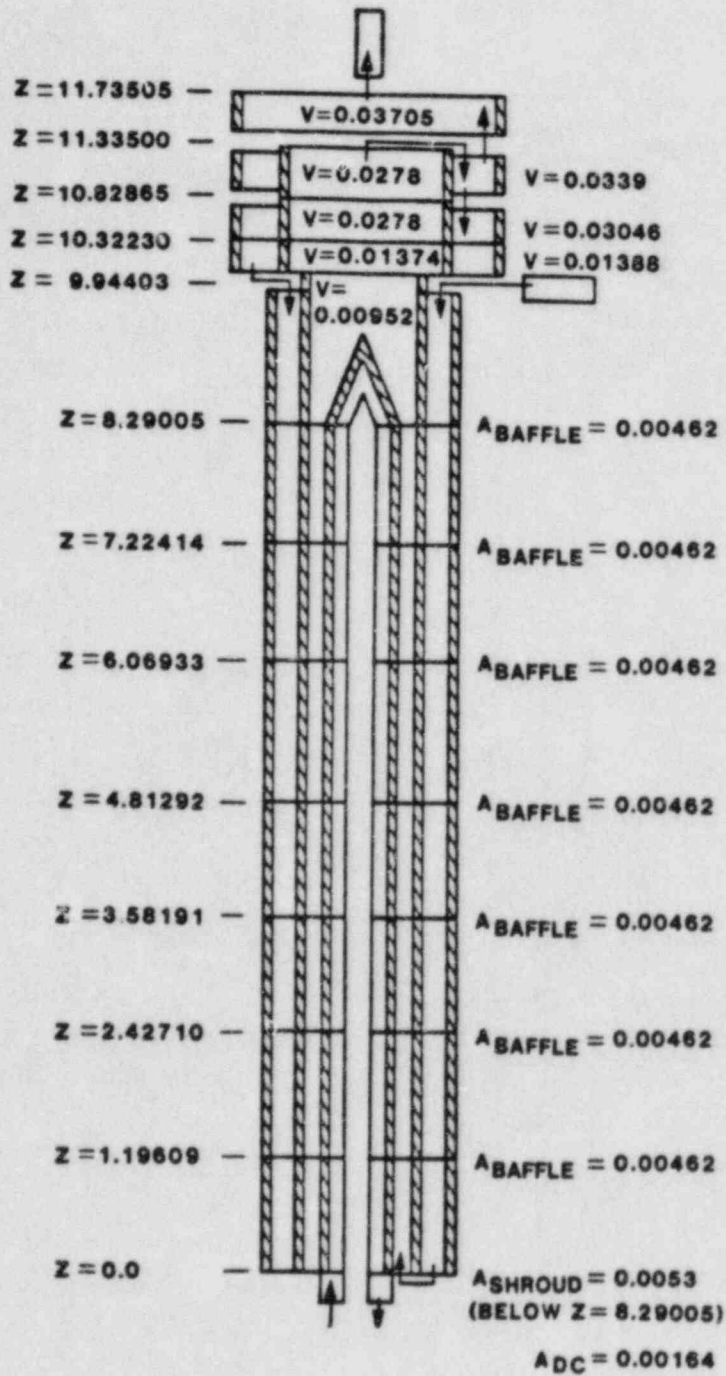 Z = 11.73505
V = 0.03705
Z = 11.33500
V = 0.0278
V = 0.0339
Z = 10.82865
V = 0.0278
V = 0.03046
Z = 10.32230
V = 0.01374
V = 0.01388
Z = 9.94403
V = 0.00952
Z = 8.29005
A BAFFLE = 0.00462
Z = 7.22414
A BAFFLE = 0.00462
Z = 6.06933
A BAFFLE = 0.00462
Z = 4.81292
A BAFFLE = 0.00462
Z = 3.58191
A BAFFLE = 0.00462
Z = 2.42710
A BAFFLE = 0.00462
Z = 1.19609
A BAFFLE = 0.00462
Z = 0.0
A SHROUD = 0.0053
(BELOW Z = 8.29005)
A DC = 0.00164